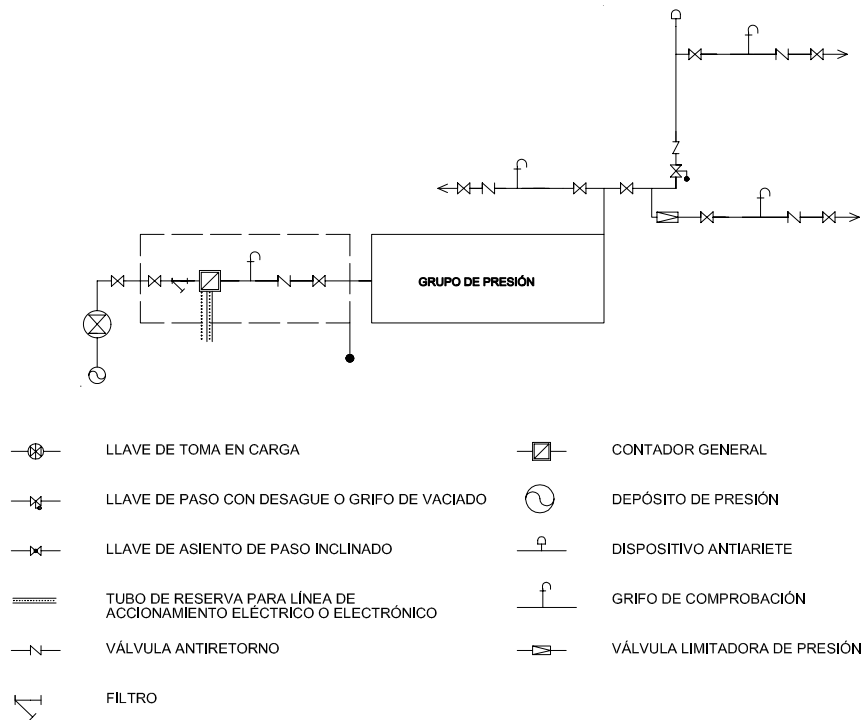 GRUPO DE PRESIÓN
LLAVE DE TOMA EN CARGA
LLAVE DE PASO CON DESAGUE O GRIFO DE VACIADO
LLAVE DE ASIENTO DE PASO INCLINADO
TUBO DE RESERVA PARA LÍNEA DE
ACCIONAMIENTO ELÉCTRICO O ELECTRÓNICO
VÁLVULA ANTIRETORNO
FILTRO
CONTADOR GENERAL
DEPÓSITO DE PRESIÓN
DISPOSITIVO ANTIARIETE
GRIFO DE COMPROBACIÓN
VÁLVULA LIMITADORA DE PRESIÓN